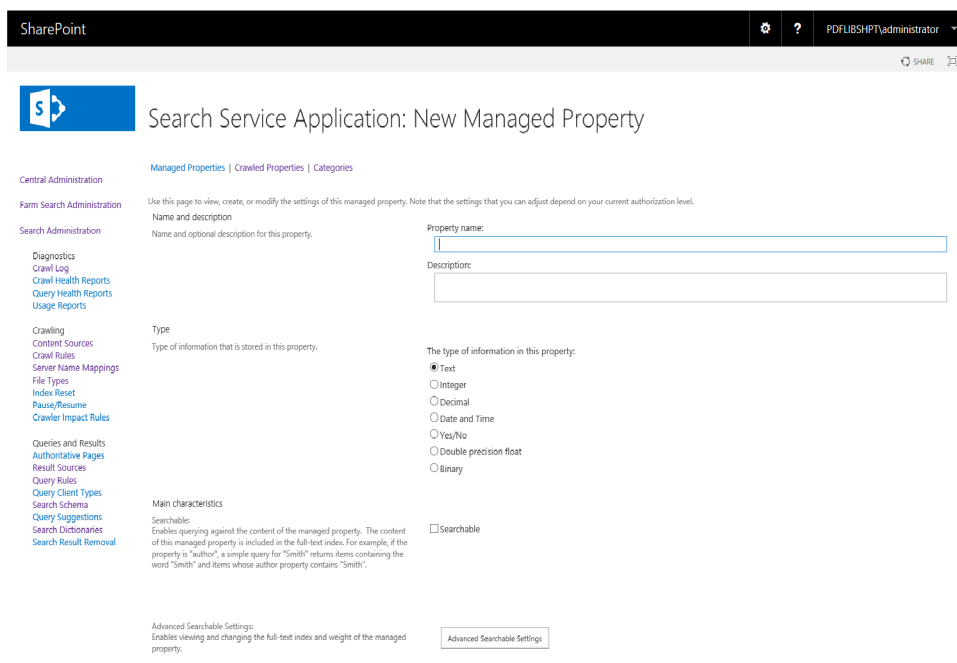 SharePoint
?
PDFLIBSHPT\administrator
SHARE
S
Search Service Application: New Managed Property
Managed Properties | Crawled Properties | Categories
Central Administration
Farm Search Administration
Search Administration
Diagnostics
Crawl Log
Crawl Health Reports
Query Health Reports
Usage Reports
Crawling
Content Sources
Crawl Rules
Server Name Mappings
File Types
Index Reset
Pause/Resume
Crawler Impact Rules
Queries and Results
Authoritative Pages
Result Sources
Query Rules
Query Client Types
Search Schema
Query Suggestions
Search Dictionaries
Search Result Removal
Use this page to view, create, or modify the settings of this managed property. Note that the settings that you can adjust depend on your current authorization level.
Name and description
Name and optional description for this property.
Property name:
Description:
Type
Type of information that is stored in this property.
The type of information in this property:
Text
Integer
Decimal
Date and Time
Yes/No
Double precision float
Binary
Main characteristics
Searchable:
Enables querying against the content of the managed property. The content
of this managed property is included in the full-text index. For example, if the
property is "author", a simple query for "Smith" returns items containing the
word "Smith" and items whose author property contains "Smith".
Searchable
Advanced Searchable Settings:
Enables viewing and changing the full-text index and weight of the managed
property.
Advanced Searchable Settings